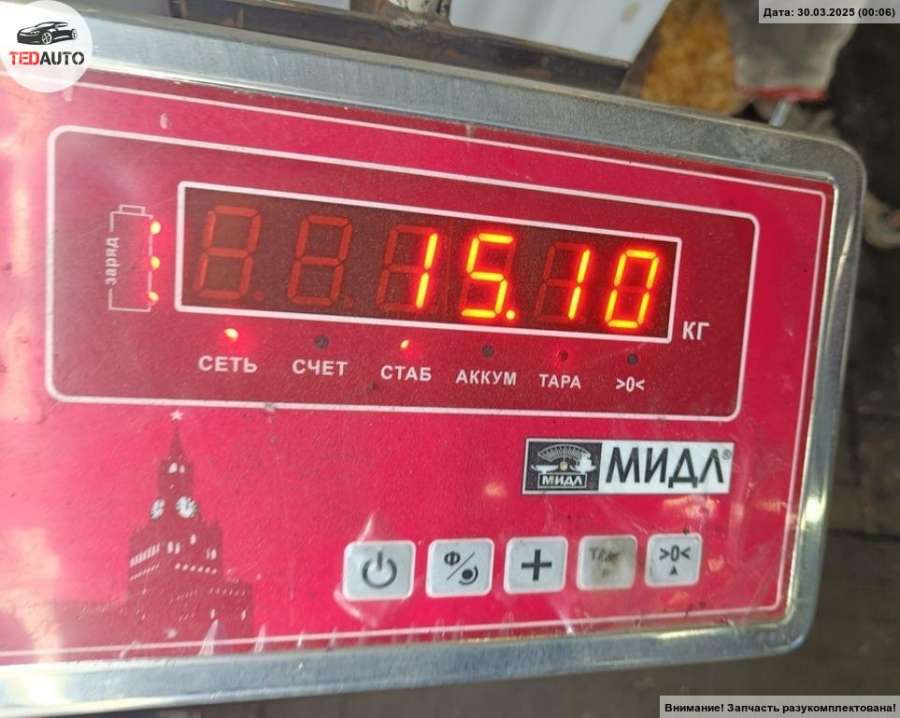 Дата: 30.03.2025 (00:06)
TEDAUTO
заряд
15.10
КГ
СЕТЬ СЧЕТ СТАБ АККУМ ТАРА >0<
МИДЛ МИДЛ®
Ф + >0<
Внимание! Запчасть разукомплектована!